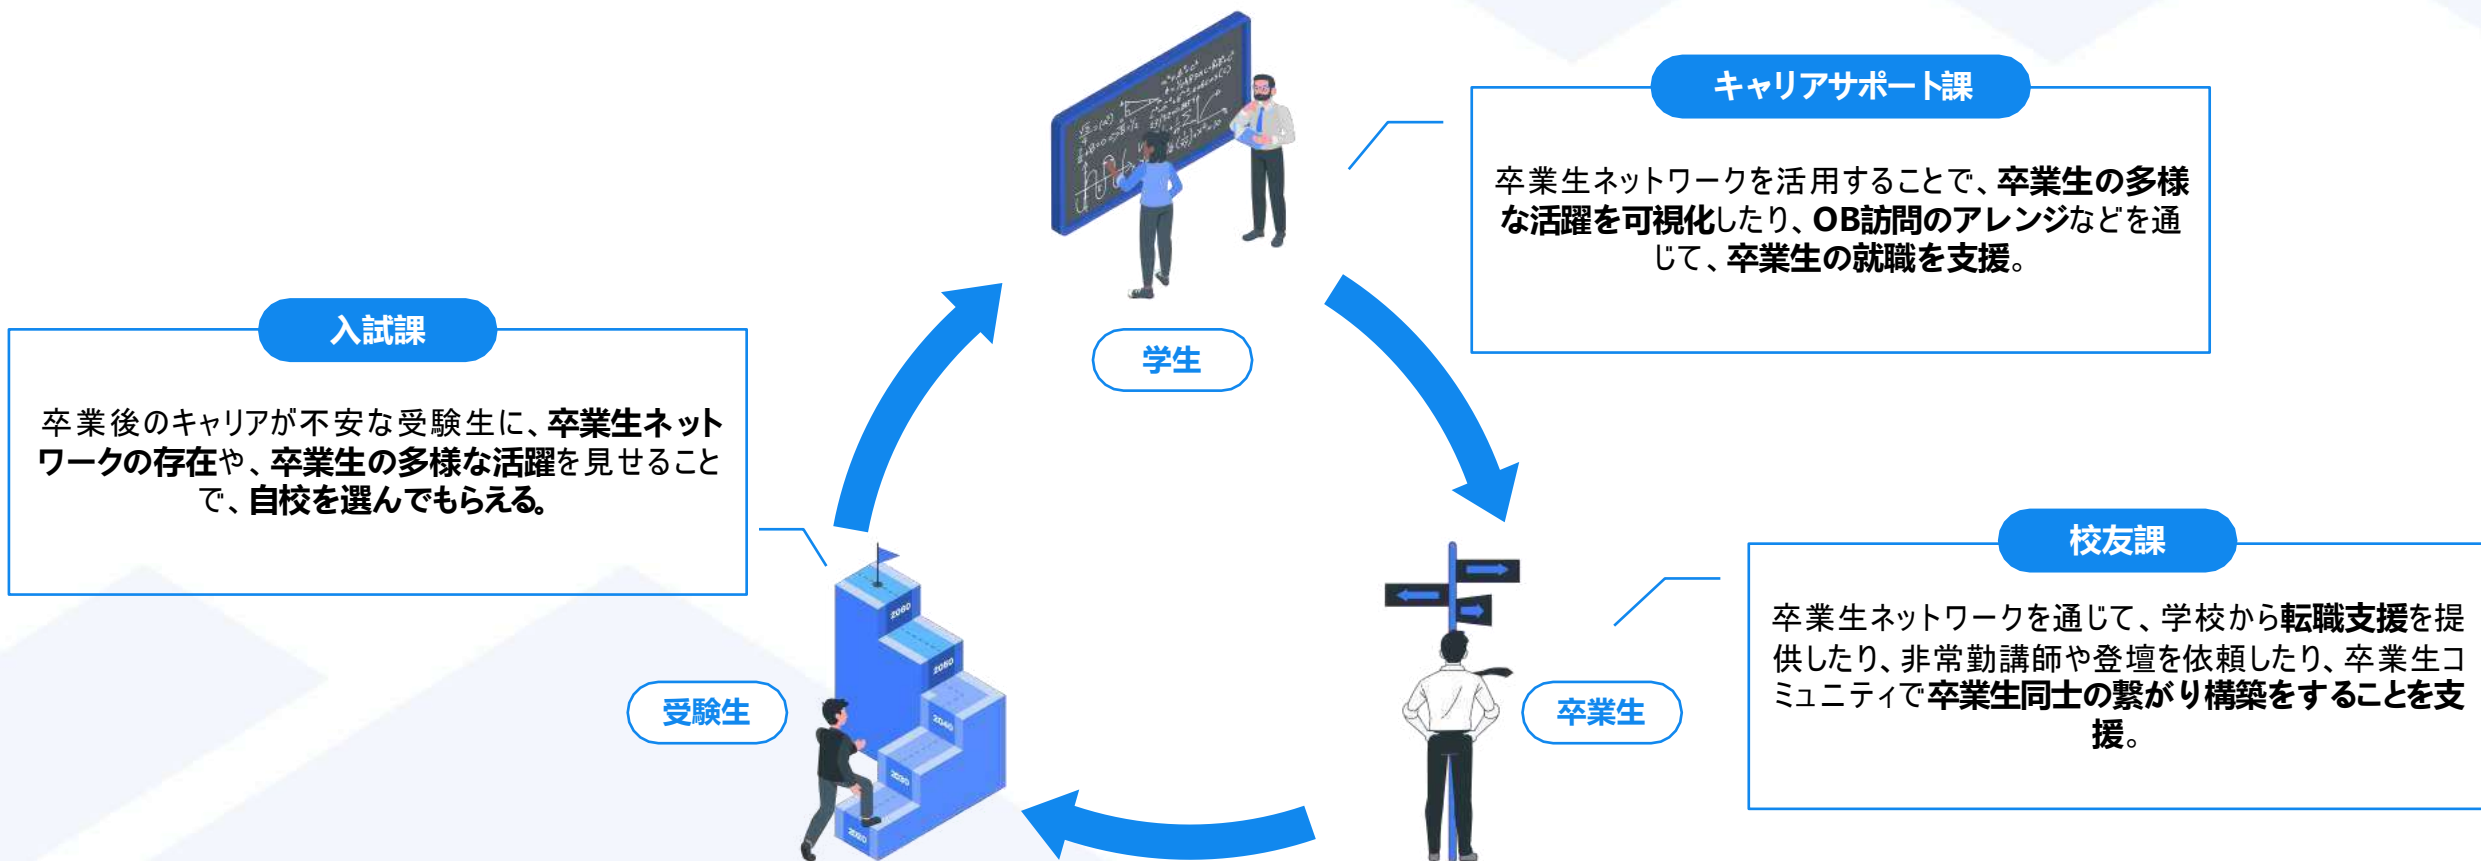 キャリアサポート課
卒業生ネットワークを活用することで、卒業生の多様
な活躍を可視化したり、OB訪問のアレンジなどを通
じて、卒業生の就職を支援。
学生
入試課
卒業後のキャリアが不安な受験生に、卒業生ネット
ワークの存在や、卒業生の多様な活躍を見せること
で、自校を選んでもらえる。
受験生
2060
2050
2040
2030
2020
校友課
卒業生ネットワークを通じて、学校から転職支援を提
供したり、非常勤講師や登壇を依頼したり、卒業生コ
ミュニティで卒業生同士の繋がり構築をすることを支
援。
卒業生